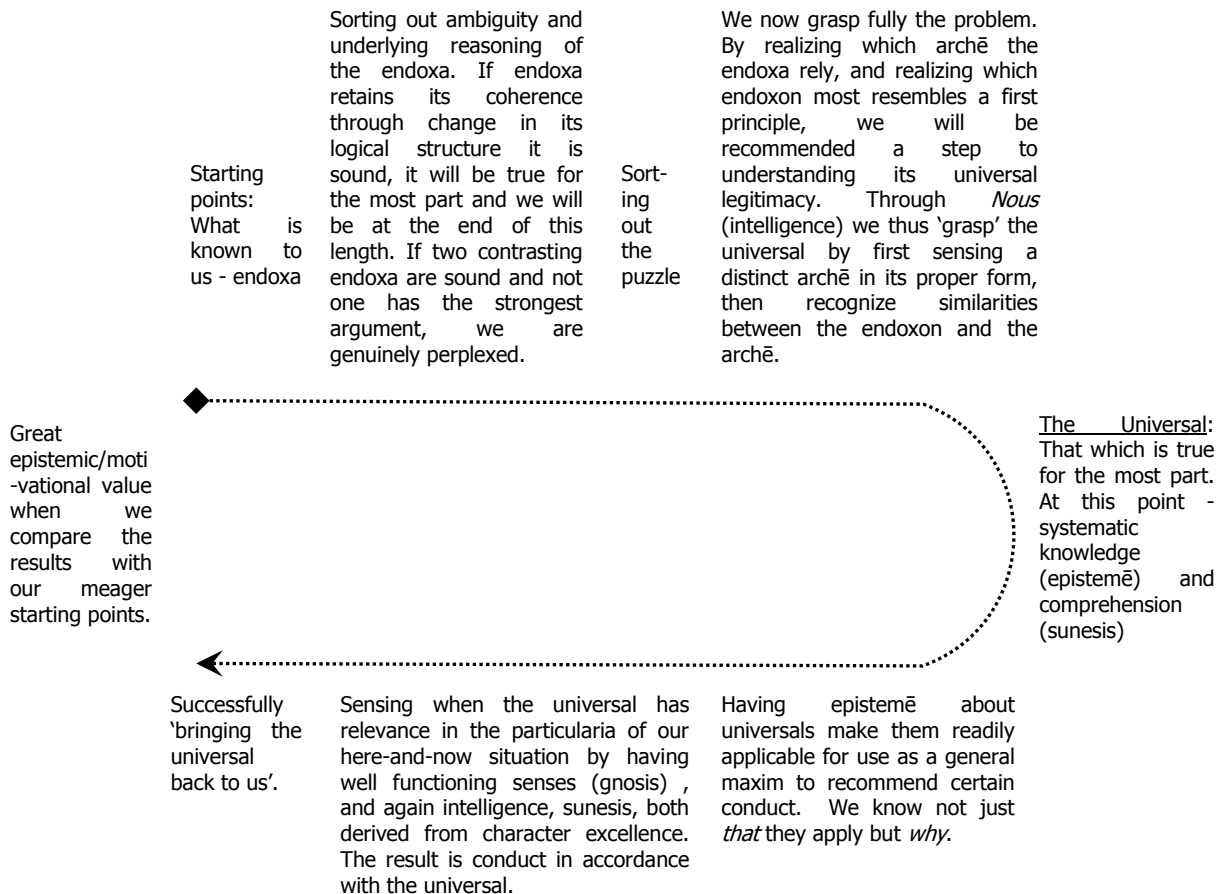 Starting
points:
What is
known to
us - endoxa
Sorting out ambiguity and
underlying reasoning of
the endoxa. If endoxa
retains its coherence
through change in its
logical structure it is
sound, it will be true for
the most part and we will
be at the end of this
length. If two contrasting
endoxa are sound and not
one has the strongest
argument, we are
genuinely perplexed.
Sort-
ing
out
the
puzzle
We now grasp fully the problem.
By realizing which archē the
endoxa rely, and realizing which
endoxon most resembles a first
principle, we will be
recommended a step to
understanding its universal
legitimacy. Through Nous
(intelligence) we thus ‘grasp’ the
universal by first sensing a
distinct archē in its proper form,
then recognize similarities
between the endoxon and the
archē.
The Universal:
That which is true
for the most part.
At this point -
systematic
knowledge
(epistemē) and
comprehension
(sunesis)
Having epistemē about
universals make them readily
applicable for use as a general
maxim to recommend certain
conduct. We know not just
that they apply but why.
Sensing when the universal has
relevance in the particularia of our
here-and-now situation by having
well functioning senses (gnosis) ,
and again intelligence, sunesis, both
derived from character excellence.
The result is conduct in accordance
with the universal.
Successfully
‘bringing the
universal
back to us’.
Great
epistemic/moti
-vational value
when we
compare the
results with
our meager
starting points.